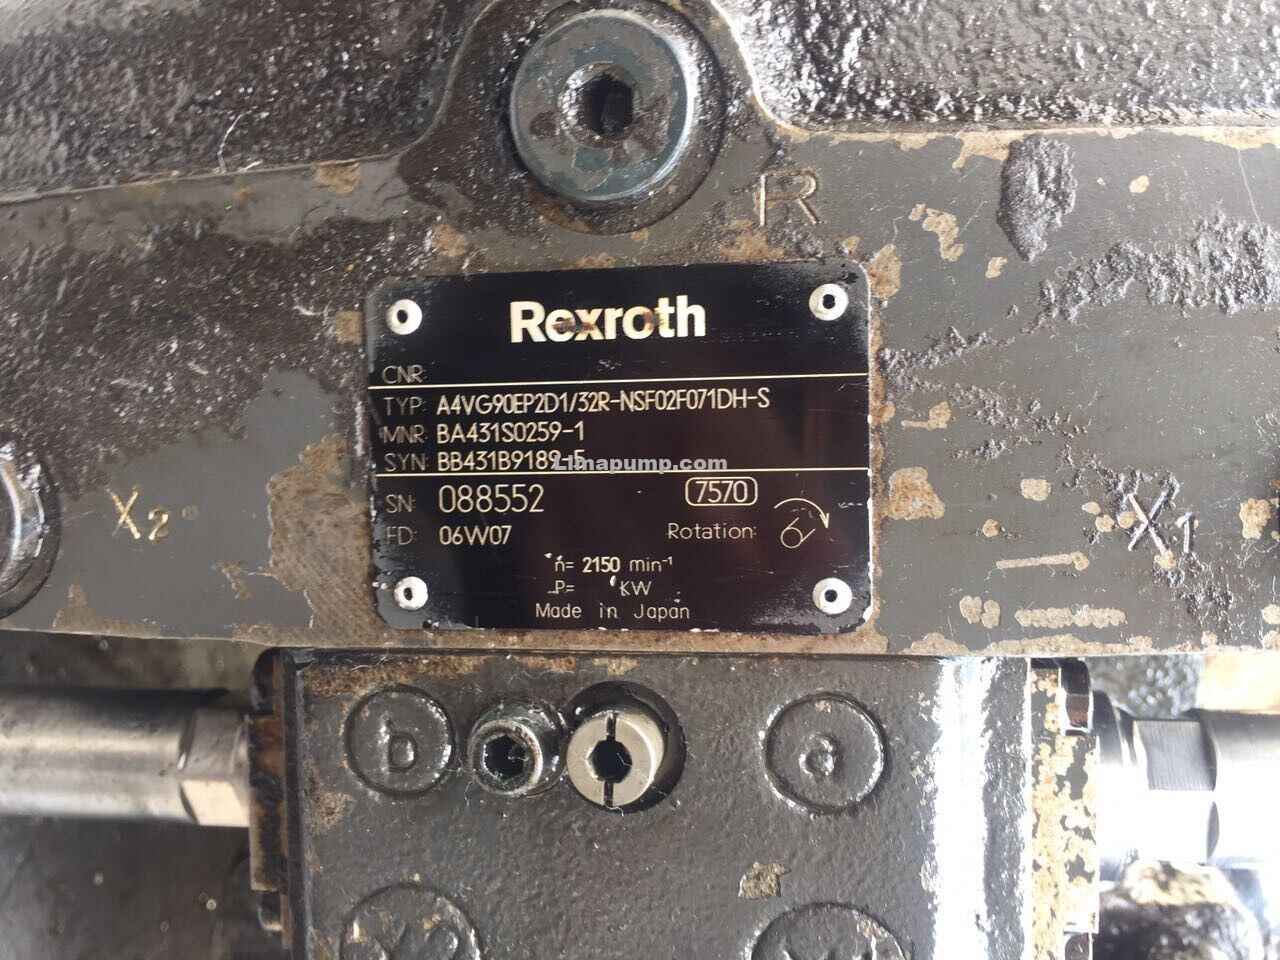 R
Rexroth
CNR:
TYP: A4VG90EP2D1/32R-NSF02F071DH-S
MNR: BA431S0259-1
SYN: BB431B9189-5
Limapump.com
SN: 088552 7570
FD: 06W07 Rotation:
n= 2150 min⁻¹
P= KW
Made in Japan
X2
X1
b
a